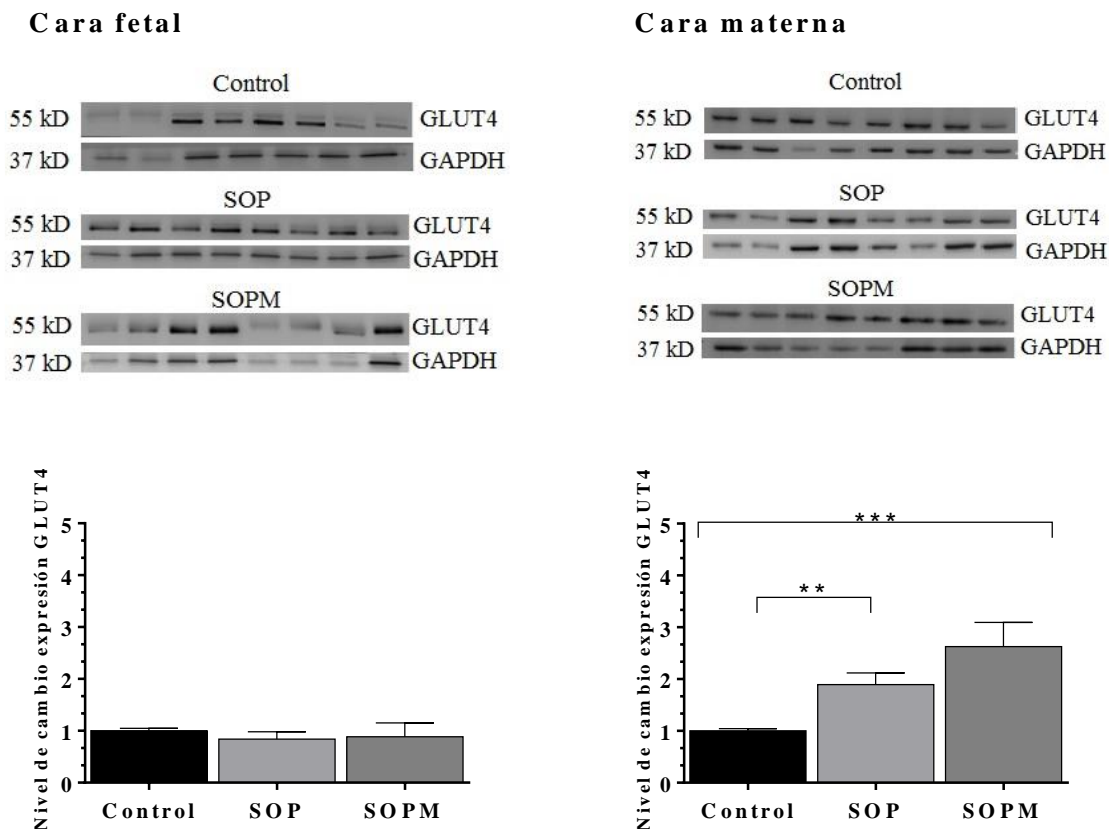 Cara fetal
Control
55 kD GLUT4
37 kD GAPDH
SOP
55 kD GLUT4
37 kD GAPDH
SOPM
55 kD GLUT4
37 kD GAPDH
Nivel de cambio expresión GLUT4
5
4
3
2
1
0
Control SOP SOPM
Cara materna
Control
55 kD GLUT4
37 kD GAPDH
SOP
55 kD GLUT4
37 kD GAPDH
SOPM
55 kD GLUT4
37 kD GAPDH
Nivel de cambio expresión GLUT4
5
4
3
2
1
0
***
**
Control SOP SOPM